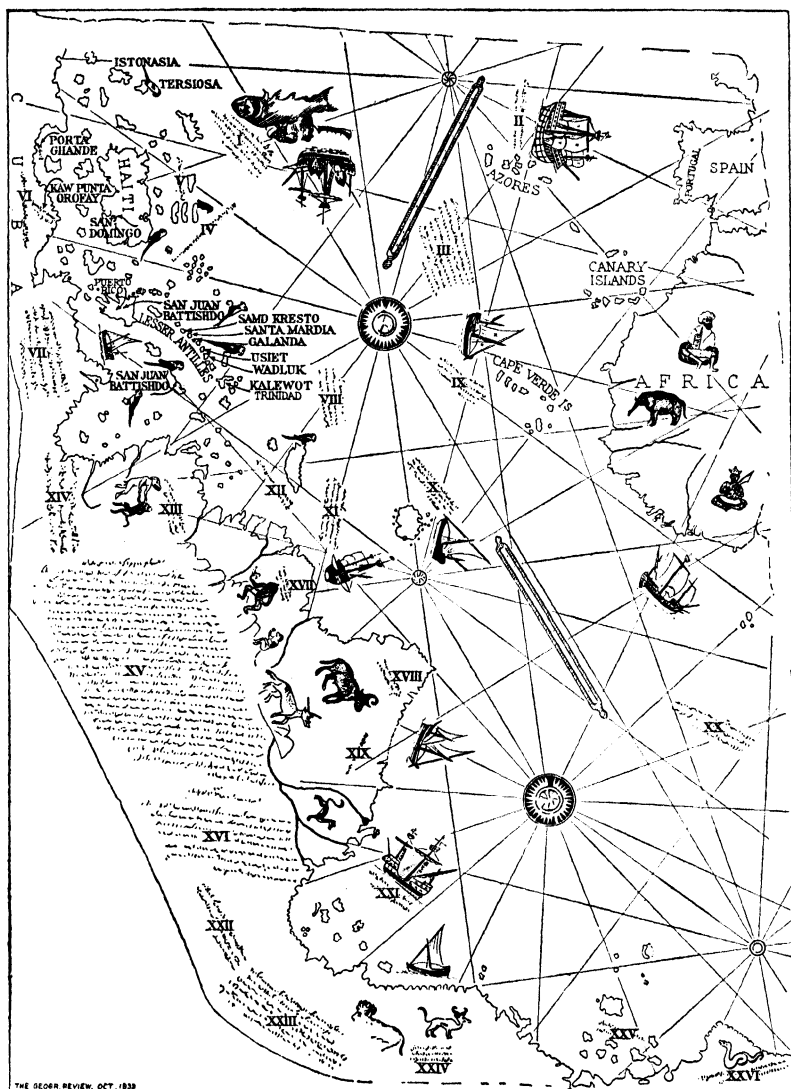 ISTONASIA
TERSIOSA
CUBA
PORTA
GHANDE
HAITI
KAW PUNTA
OROFAY
SAN
DOMINGO
PUERTO
RICO
SAN JUAN
BATTISHDO
SAMD KRESTO
SANTA MARDIA
GALANDA
LESSER ANTILLES
USIET
WADLUK
SAN JUAN
BATTISHDO
KALEWOT
TRINIDAD
AZORES
PORTUGAL
SPAIN
CANARY
ISLANDS
CAPE VERDE IS
AFRICA
I
II
III
IV
V
VI
VII
VIII
IX
X
XI
XII
XIII
XIV
XV
XVI
XVII
XVIII
XIX
XX
XXI
XXII
XXIII
XXIV
XXV
XXVI
THE GEOGR. REVIEW, OCT. 1933